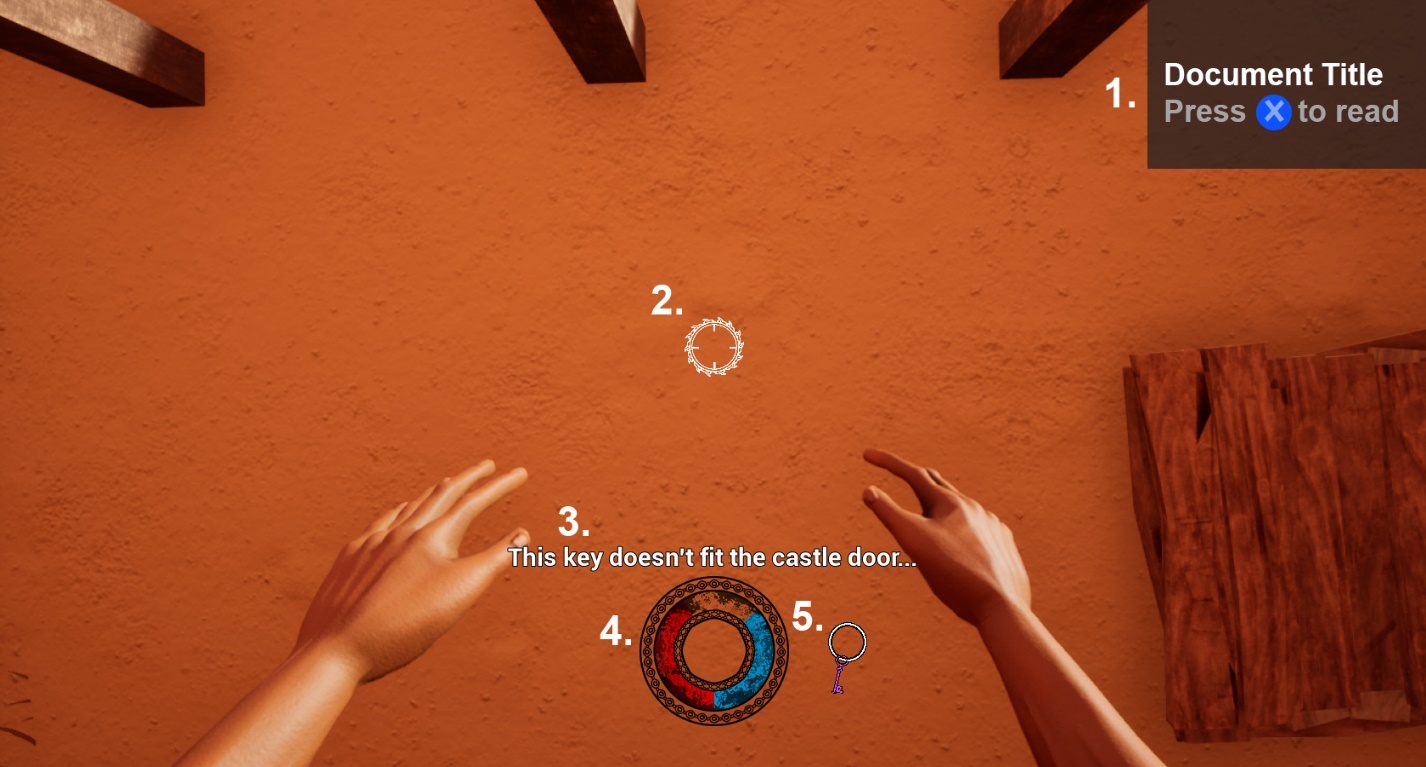 Document Title
1.
Press X to read
2.
3.
This key doesn't fit the castle door...
4.
5.